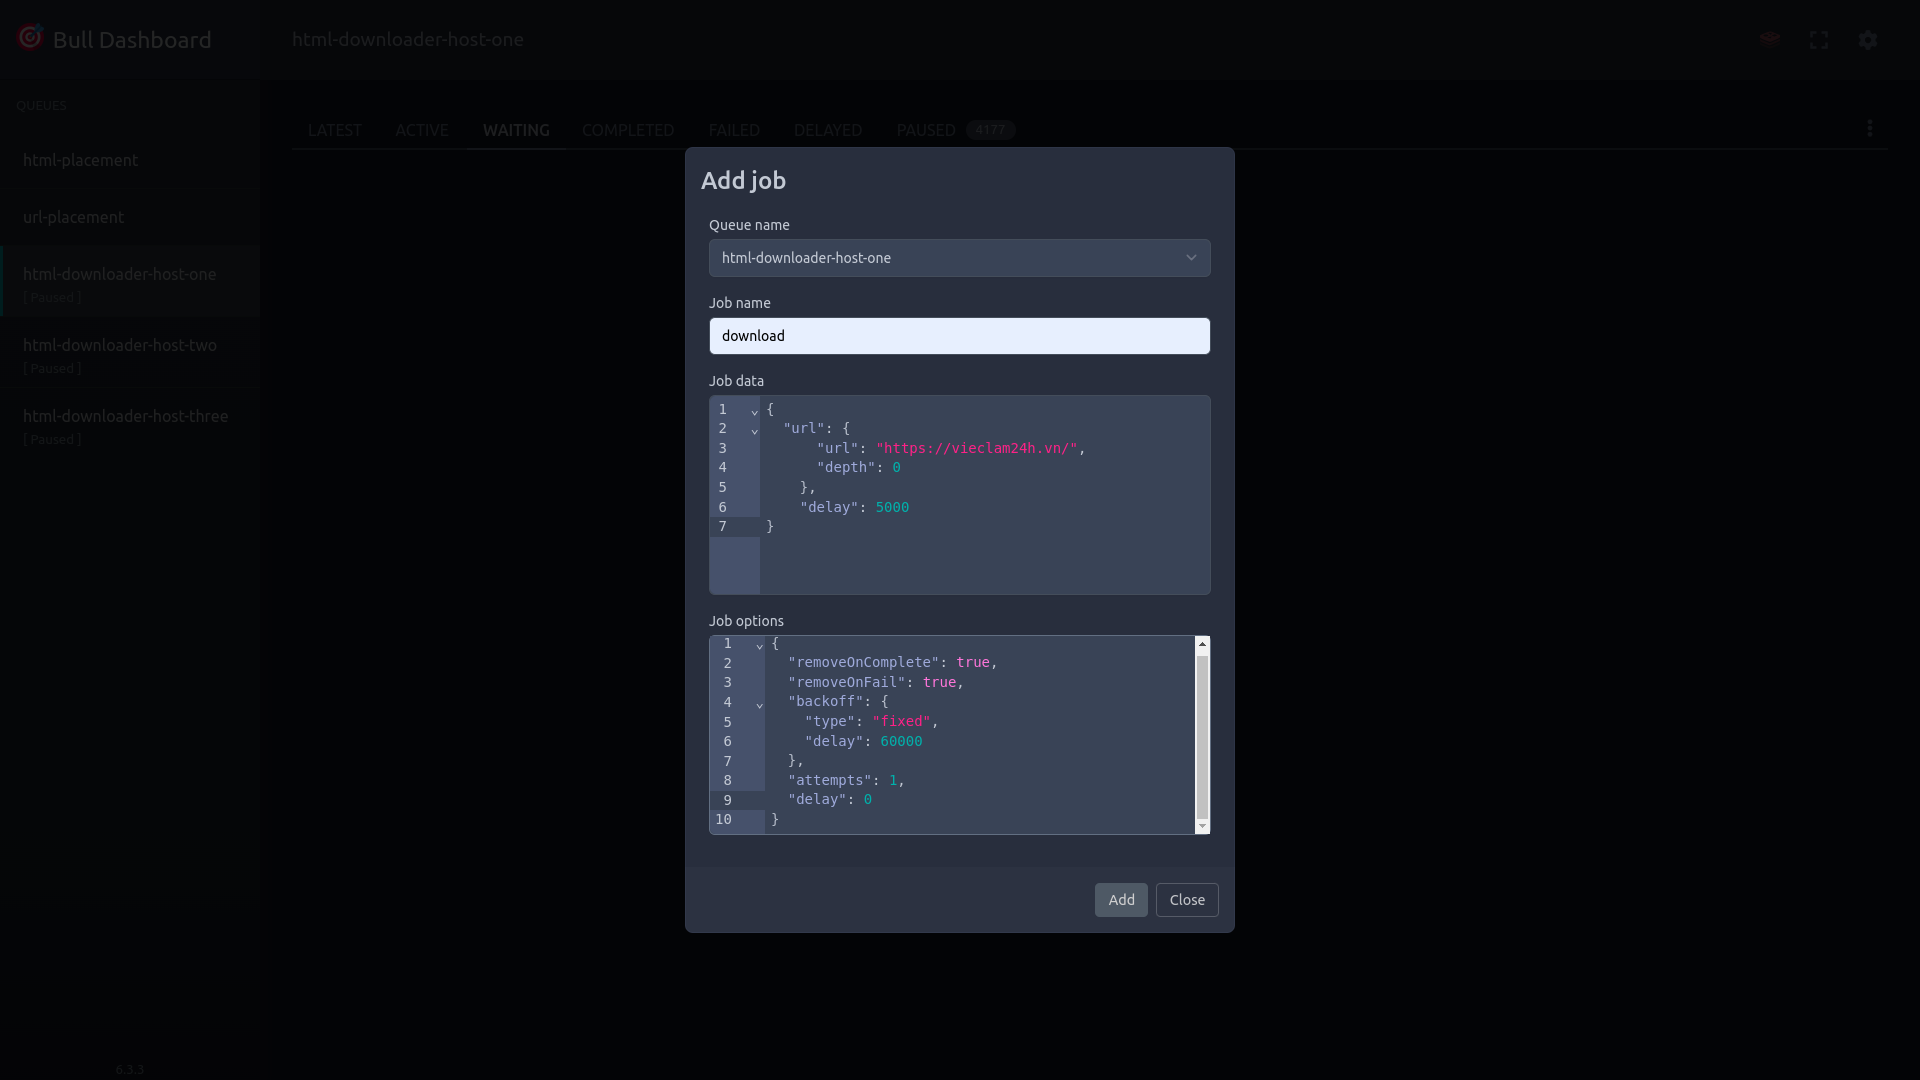 Bull Dashboard
html-downloader-host-one
QUEUES
LATEST ACTIVE WAITING COMPLETED FAILED DELAYED PAUSED 4177
html-placement
url-placement
html-downloader-host-one
[ Paused ]
html-downloader-host-two
[ Paused ]
html-downloader-host-three
[ Paused ]
6.3.3
Add job
Queue name
html-downloader-host-one
Job name
download
Job data
1 {
2 "url": {
3 "url": "https://vieclam24h.vn/",
4 "depth": 0
5 },
6 "delay": 5000
7 }
Job options
1 {
2 "removeOnComplete": true,
3 "removeOnFail": true,
4 "backoff": {
5 "type": "fixed",
6 "delay": 60000
7 },
8 "attempts": 1,
9 "delay": 0
10 }
Add Close